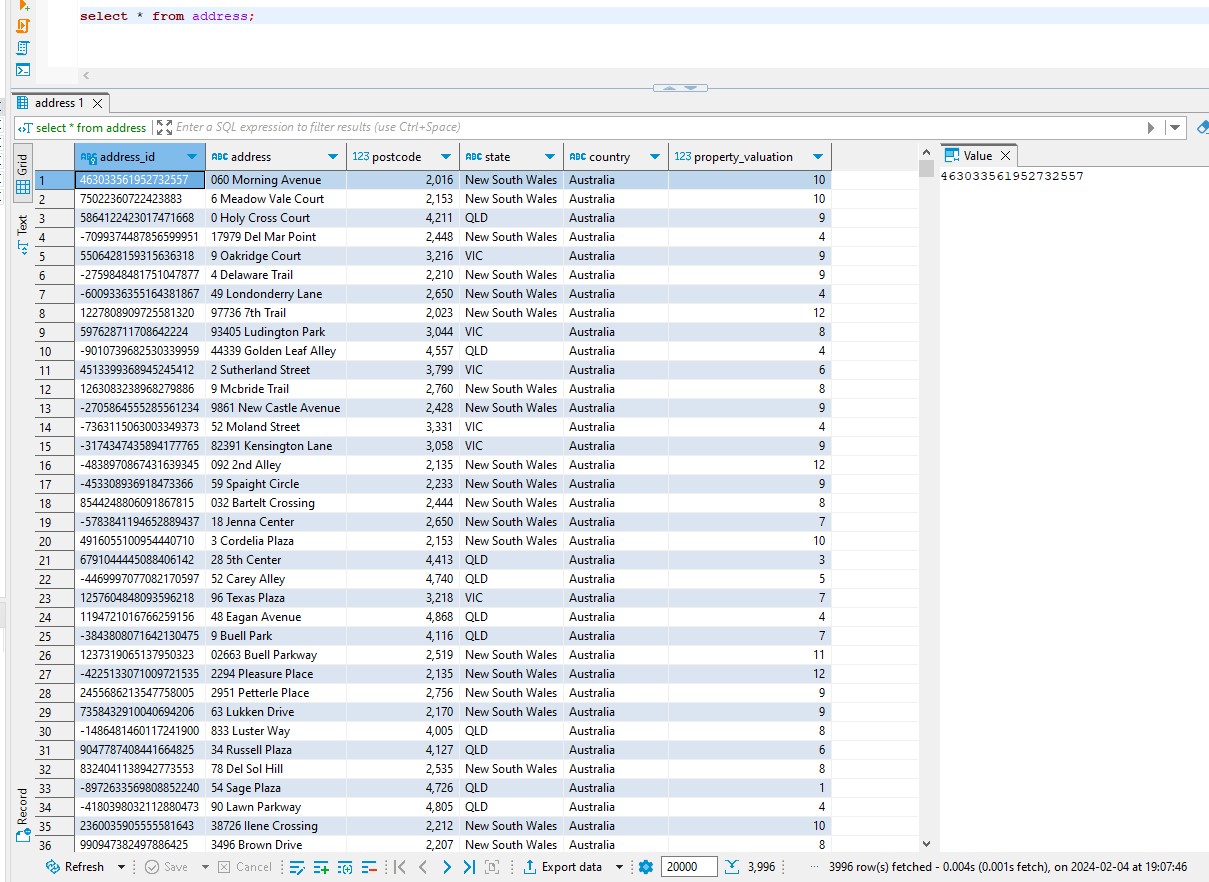 select * from address;
address 1
select * from address Enter a SQL expression to filter results (use Ctrl+Space)
Grid
Text
Record
ABC address_id ABC address 123 postcode ABC state ABC country 123 property_valuation
1 463033561952732557 060 Morning Avenue 2,016 New South Wales Australia 10
2 75022360722423883 6 Meadow Vale Court 2,153 New South Wales Australia 10
3 5864122423017471668 0 Holy Cross Court 4,211 QLD Australia 9
4 -7099374487856599951 17979 Del Mar Point 2,448 New South Wales Australia 4
5 5506428159315636318 9 Oakridge Court 3,216 VIC Australia 9
6 -2759848481751047877 4 Delaware Trail 2,210 New South Wales Australia 9
7 -6009336355164381867 49 Londonderry Lane 2,650 New South Wales Australia 4
8 1227808909725581320 97736 7th Trail 2,023 New South Wales Australia 12
9 597628711708642224 93405 Ludington Park 3,044 VIC Australia 8
10 -9010739682530339959 44339 Golden Leaf Alley 4,557 QLD Australia 4
11 4513399368945245412 2 Sutherland Street 3,799 VIC Australia 6
12 1263083238968279886 9 Mcbride Trail 2,760 New South Wales Australia 8
13 -2705864555285561234 9861 New Castle Avenue 2,428 New South Wales Australia 9
14 -7363115063003349373 52 Moland Street 3,331 VIC Australia 4
15 -3174347435894177765 82391 Kensington Lane 3,058 VIC Australia 9
16 -4838970867431639345 092 2nd Alley 2,135 New South Wales Australia 12
17 -453308936918473366 59 Spaight Circle 2,233 New South Wales Australia 9
18 8544248806091867815 032 Bartelt Crossing 2,444 New South Wales Australia 8
19 -5783841194652889437 18 Jenna Center 2,650 New South Wales Australia 7
20 4916055100954440710 3 Cordelia Plaza 2,153 New South Wales Australia 10
21 6791044445088406142 28 5th Center 4,413 QLD Australia 3
22 -4469997077082170597 52 Carey Alley 4,740 QLD Australia 5
23 1257604848093596218 96 Texas Plaza 3,218 VIC Australia 7
24 1194721016766259156 48 Eagan Avenue 4,868 QLD Australia 4
25 -3843808071642130475 9 Buell Park 4,116 QLD Australia 7
26 1237319065137950323 02663 Buell Parkway 2,519 New South Wales Australia 11
27 -4225133071009721535 2294 Pleasure Place 2,135 New South Wales Australia 12
28 2455686213547758005 2951 Petterle Place 2,756 New South Wales Australia 9
29 7358432910040694206 63 Lukken Drive 2,170 New South Wales Australia 9
30 -1486481460117241900 833 Luster Way 4,005 QLD Australia 8
31 9047787408441664825 34 Russell Plaza 4,127 QLD Australia 6
32 8324041138942773553 78 Del Sol Hill 2,535 New South Wales Australia 8
33 -8972633569808852240 54 Sage Plaza 4,726 QLD Australia 1
34 -4180398032112880473 90 Lawn Parkway 4,805 QLD Australia 4
35 2360035905555581643 38726 Ilene Crossing 2,212 New South Wales Australia 10
36 990947382497886425 3496 Brown Drive 2,207 New South Wales Australia 8
Value
463033561952732557
Refresh Save Cancel Export data 20000 3,996 ··· 3996 row(s) fetched - 0.004s (0.001s fetch), on 2024-02-04 at 19:07:46